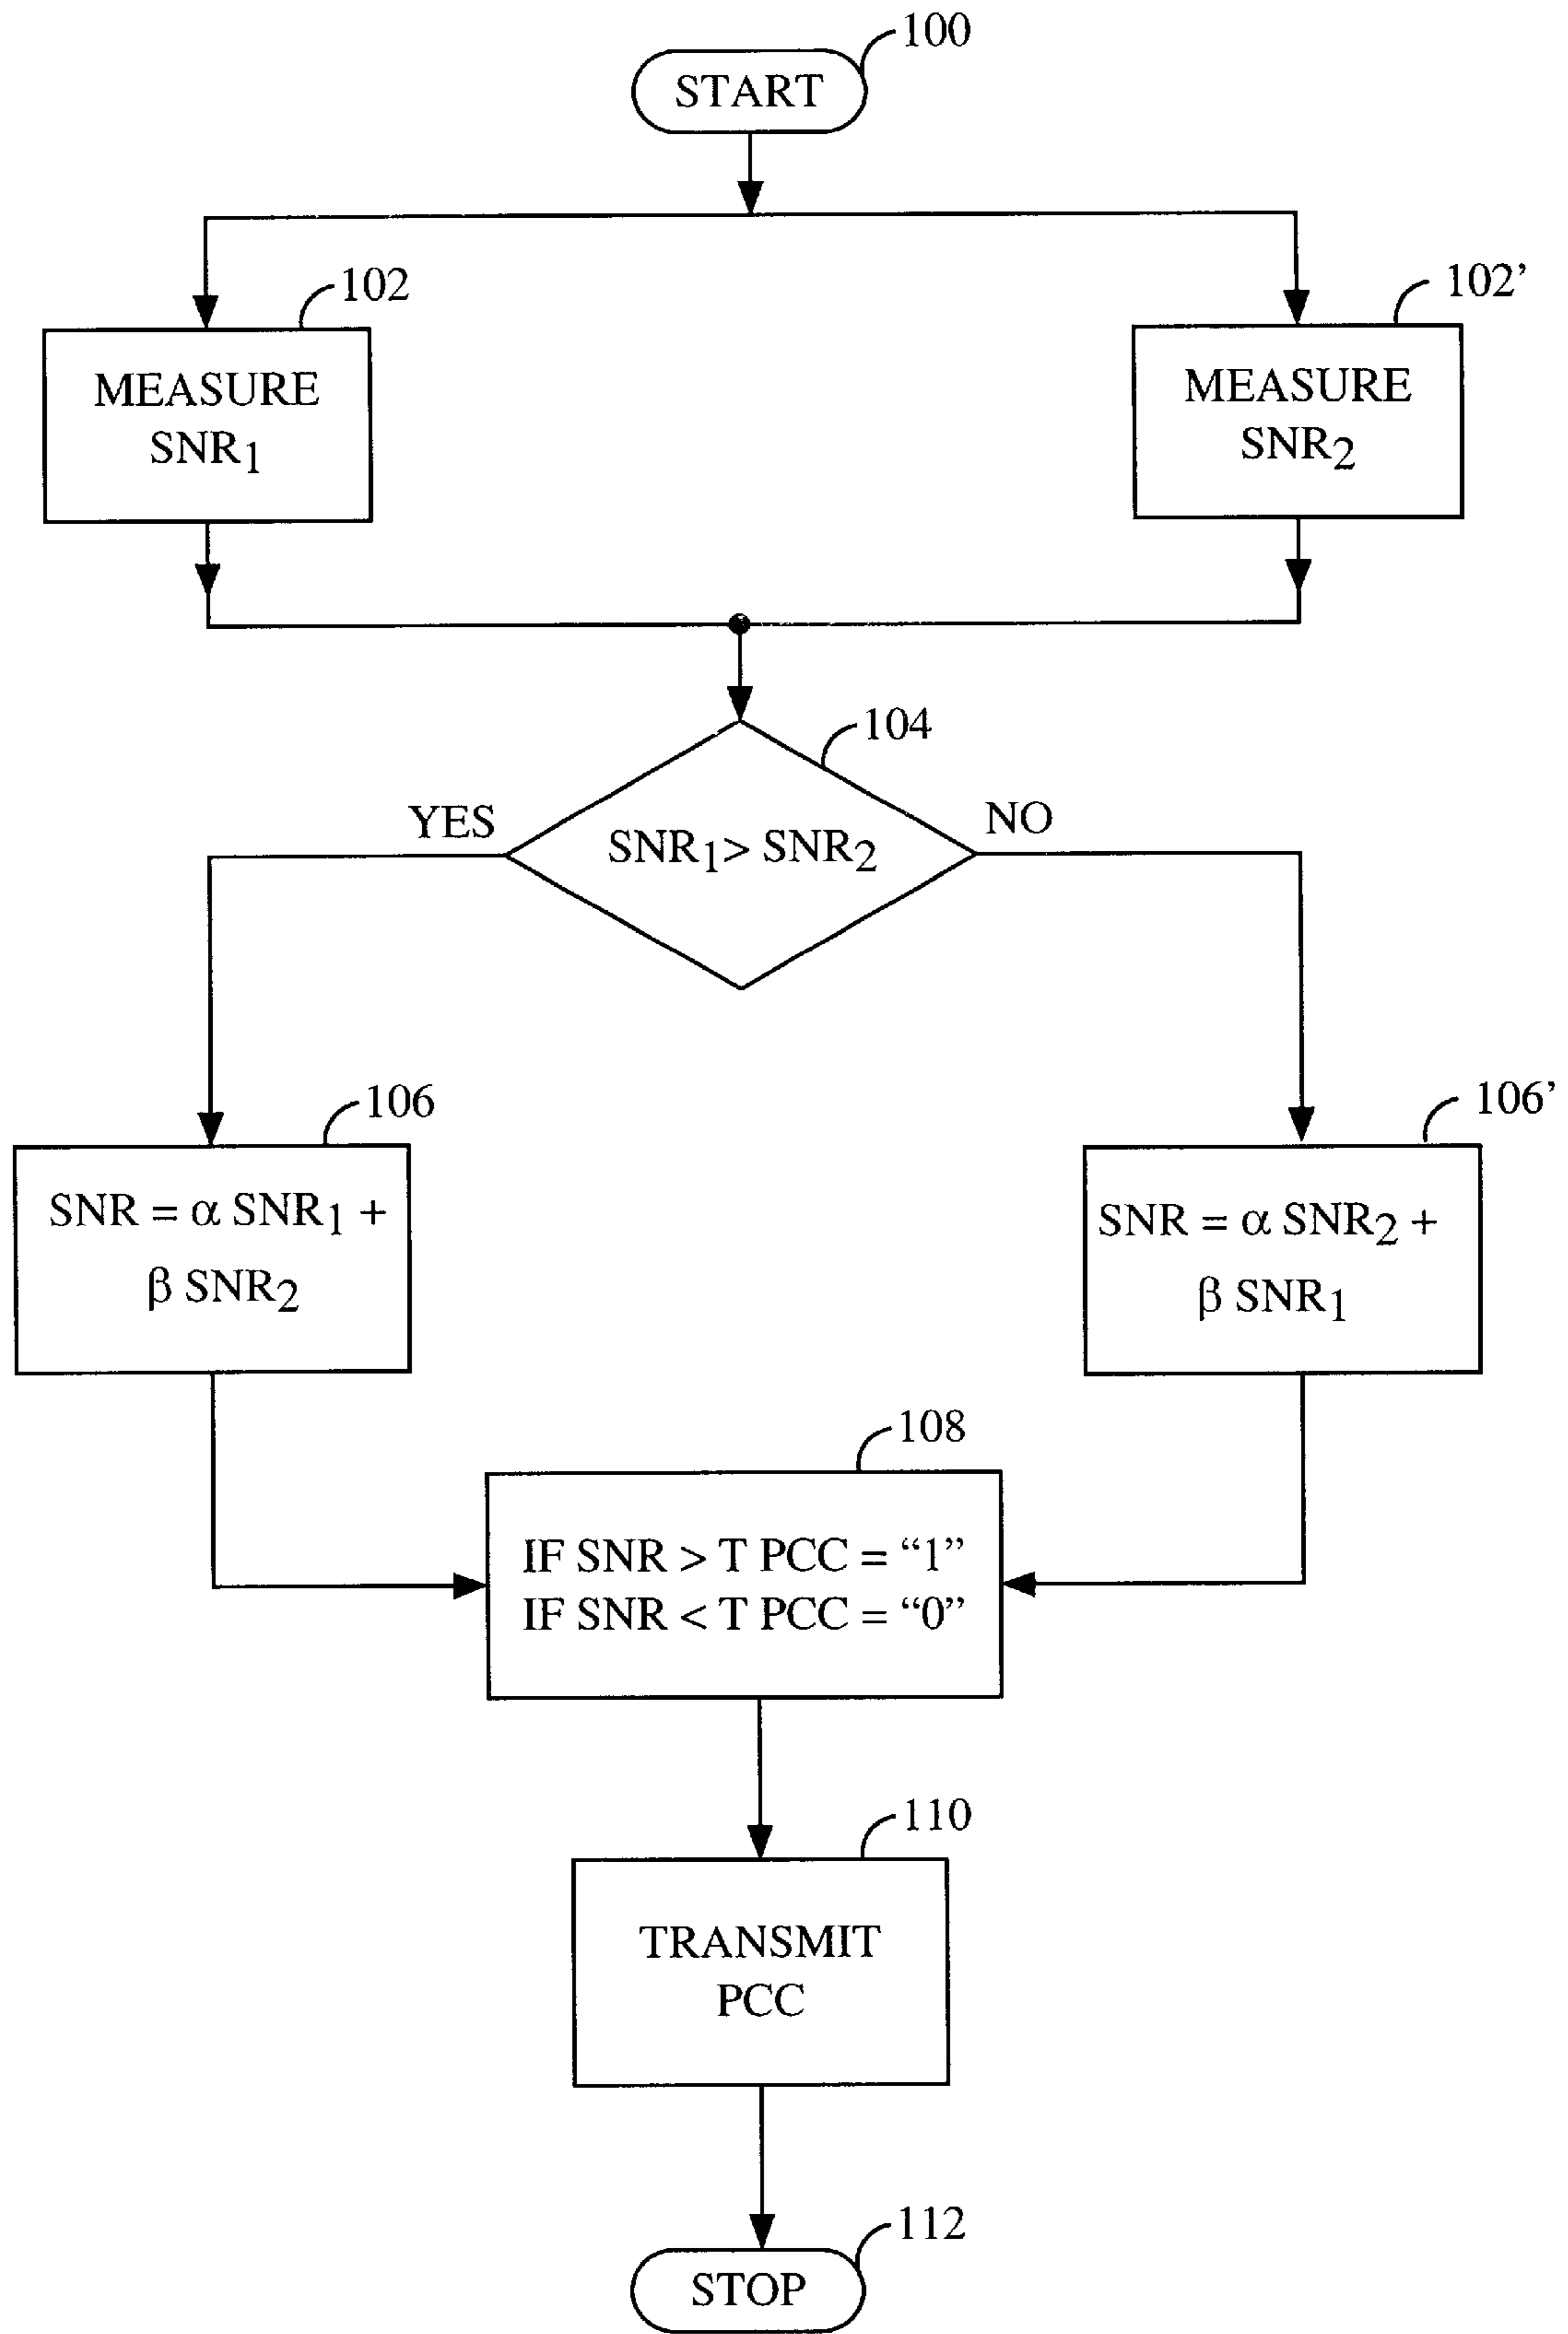 100
START
102
102’
MEASURE
SNR₁
MEASURE
SNR₂
104
YES
NO
SNR₁> SNR₂
106
106’
SNR = α SNR₁ +
β SNR₂
SNR = α SNR₂ +
β SNR₁
108
IF SNR > T PCC = “1”
IF SNR < T PCC = “0”
110
TRANSMIT
PCC
112
STOP